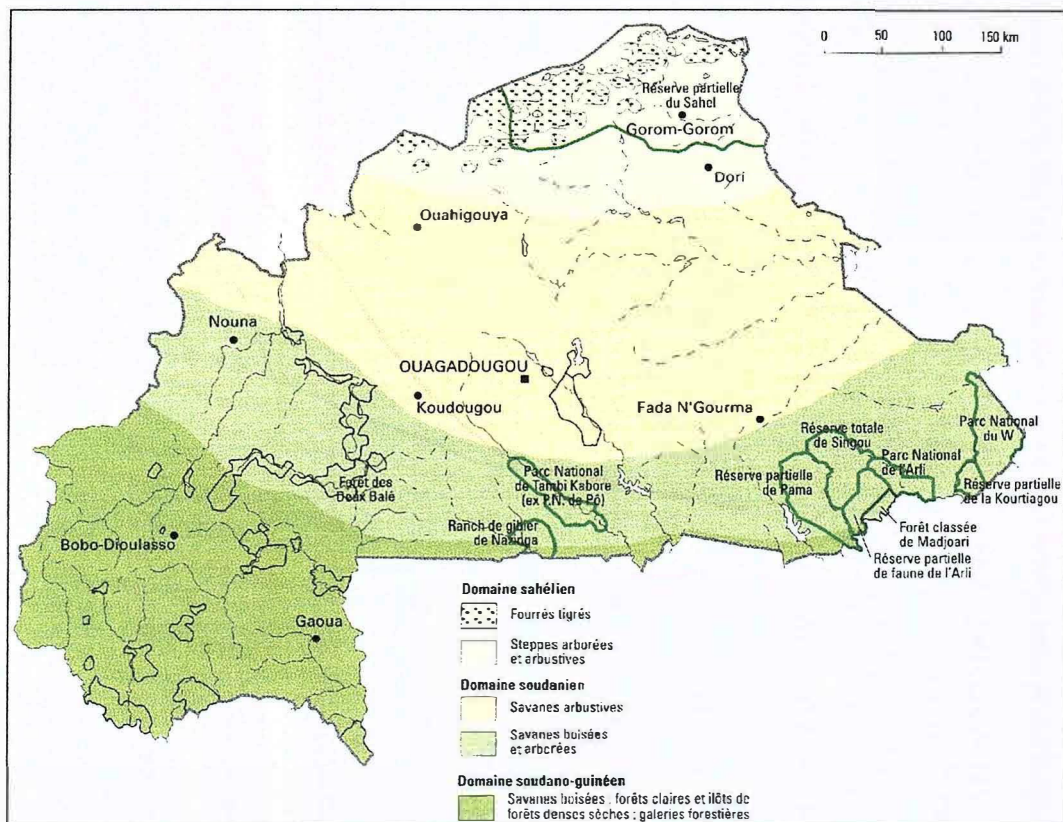 0 50 100 150 km
Réserve partielle
du Sahel
Gorom-Gorom
Dori
Ouahigouya
Nouna
OUAGADOUGOU
Koudougou
Fada N'Gourma
Parc National
du W
Réserve totale
de Singou
Parc National
de l'Arli
Réserve partielle
de Pama
Réserve partielle
de la Kourtiagou
Forêt des
Deux Balé
Parc National
de Tambi Kabore
(ex P.N. de Pô)
Ranch de gibier
de Nazinga
Forêt classée
de Madjoari
Réserve partielle
de faune de l'Arli
Bobo-Dioulasso
Gaoua
Domaine sahélien
Fourrés tigrés
Steppes arborées
et arbustives
Domaine soudanien
Savanes arbustives
Savanes boisées
et arborées
Domaine soudano-guinéen
Savanes boisées ; forêts claires et ilôts de
forêts denses sèches ; galeries forestières